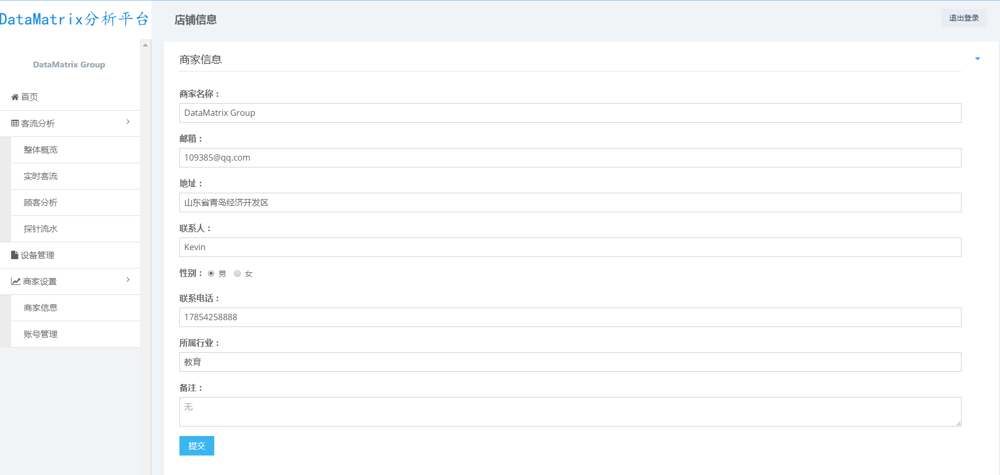 DataMatrix分析平台
DataMatrix Group
首页
客流分析
整体概览
实时客流
顾客分析
探针流水
设备管理
商家设置
商家信息
账号管理
店铺信息
退出登录
商家信息
商家名称：
DataMatrix Group
邮箱：
109385@qq.com
地址：
山东省青岛经济开发区
联系人：
Kevin
性别： 男 女
联系电话：
17854258888
所属行业：
教育
备注：
无
提交